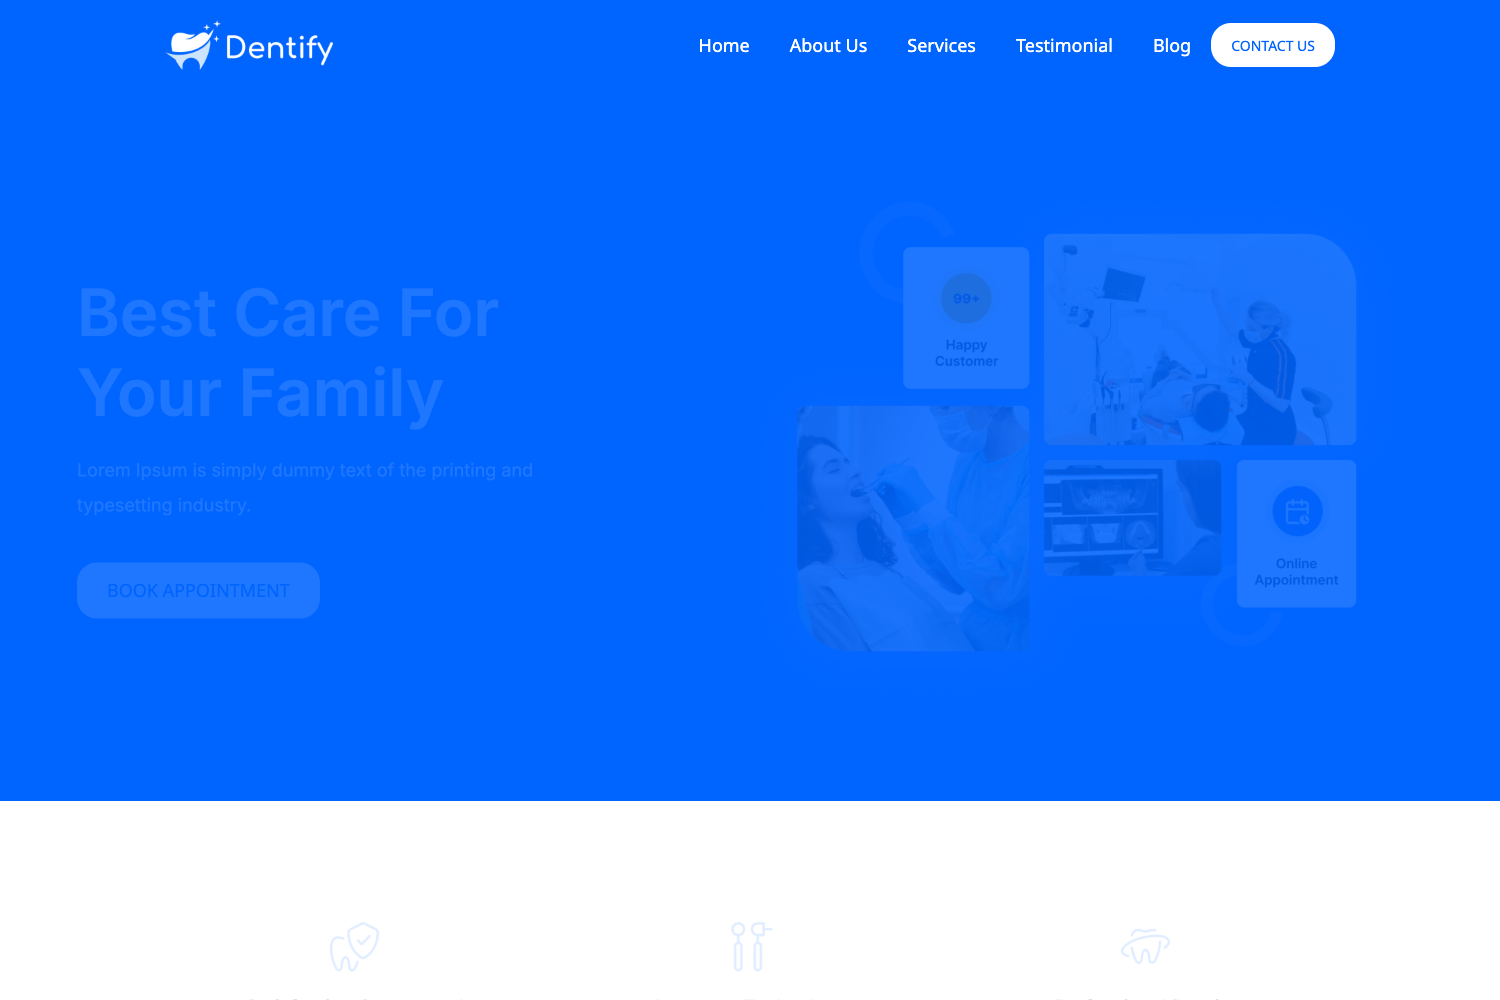 Dentify
Home
About Us
Services
Testimonial
Blog
CONTACT US
Best Care For
Your Family
Lorem Ipsum is simply dummy text of the printing and
typesetting industry.
BOOK APPOINTMENT
99+
Happy
Customer
Online
Appointment